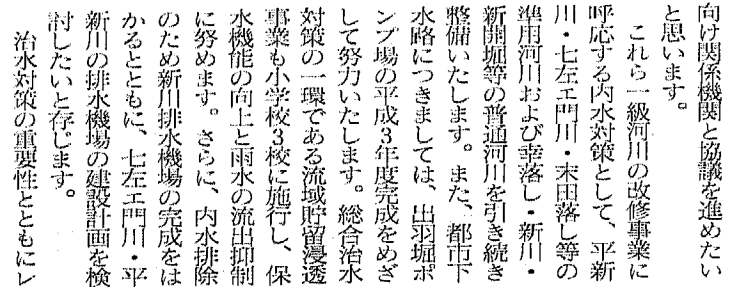 向け関係機関と協議を進めたい
と思います。
これら一級河川の改修事業に
呼応する内水対策として、平新
川・七左エ門川・末田落し等の
準用河川および幸落し・新川・
新開堀等の普通河川を引き続き
整備いたします。また、都市下
水路につきましては、出羽堀ポ
ンプ場の平成3年度完成をめざ
して努力いたします。総合治水
対策の一環である流域貯留浸透
事業も小学校3校に施行し、保
水機能の向上と雨水の流出抑制
に努めます。さらに、内水排除
のため新川排水機場の完成をは
かるとともに、七左エ門川・平
新川の排水機場の建設計画を検
討したいと存じます。
治水対策の重要性とともにレ